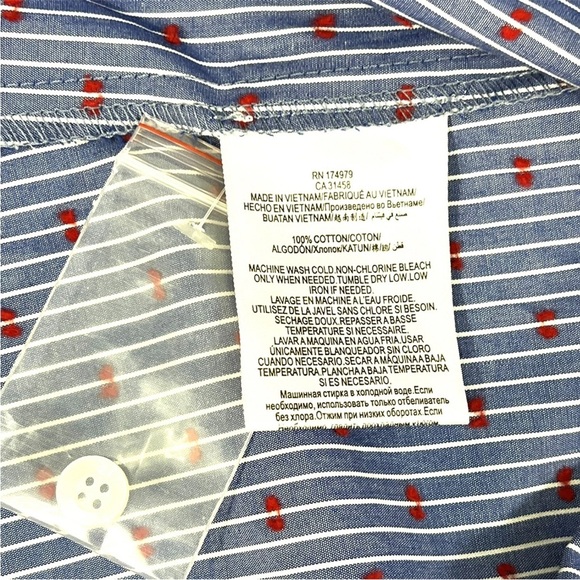 RN 174979
CA 31458
MADE IN VIETNAM/FABRIQUÉ AU VIETNAM/
HECHO EN VIETNAM/Произведено во Вьетнаме/
BUATAN VIETNAM/ صنع في فيتنام/
100% COTTON/COTON/
ALGODÓN/Хлопок/KATUN/ قطن/
MACHINE WASH COLD.NON-CHLORINE BLEACH
ONLY WHEN NEEDED.TUMBLE DRY LOW.LOW
IRON IF NEEDED.
LAVAGE EN MACHINE A L'EAU FROIDE.
UTILISEZ DE LA JAVEL SANS CHLORE SI BESOIN.
SECHAGE DOUX.REPASSER A BASSE
TEMPERATURE SI NECESSAIRE.
LAVAR A MAQUINA EN AGUA FRIA.USAR
ÚNICAMENTE BLANQUEADOR SIN CLORO
CUANDO NECESARIO. SECAR A MAQUINA A BAJA
TEMPERATURA. PLANCHA A BAJA TEMPERATURA
SI ES NECESARIO.
Машинная стирка в холодной воде.Если
необходимо, использовать только отбеливатель
без хлора.Отжим при низких оборотах.Если